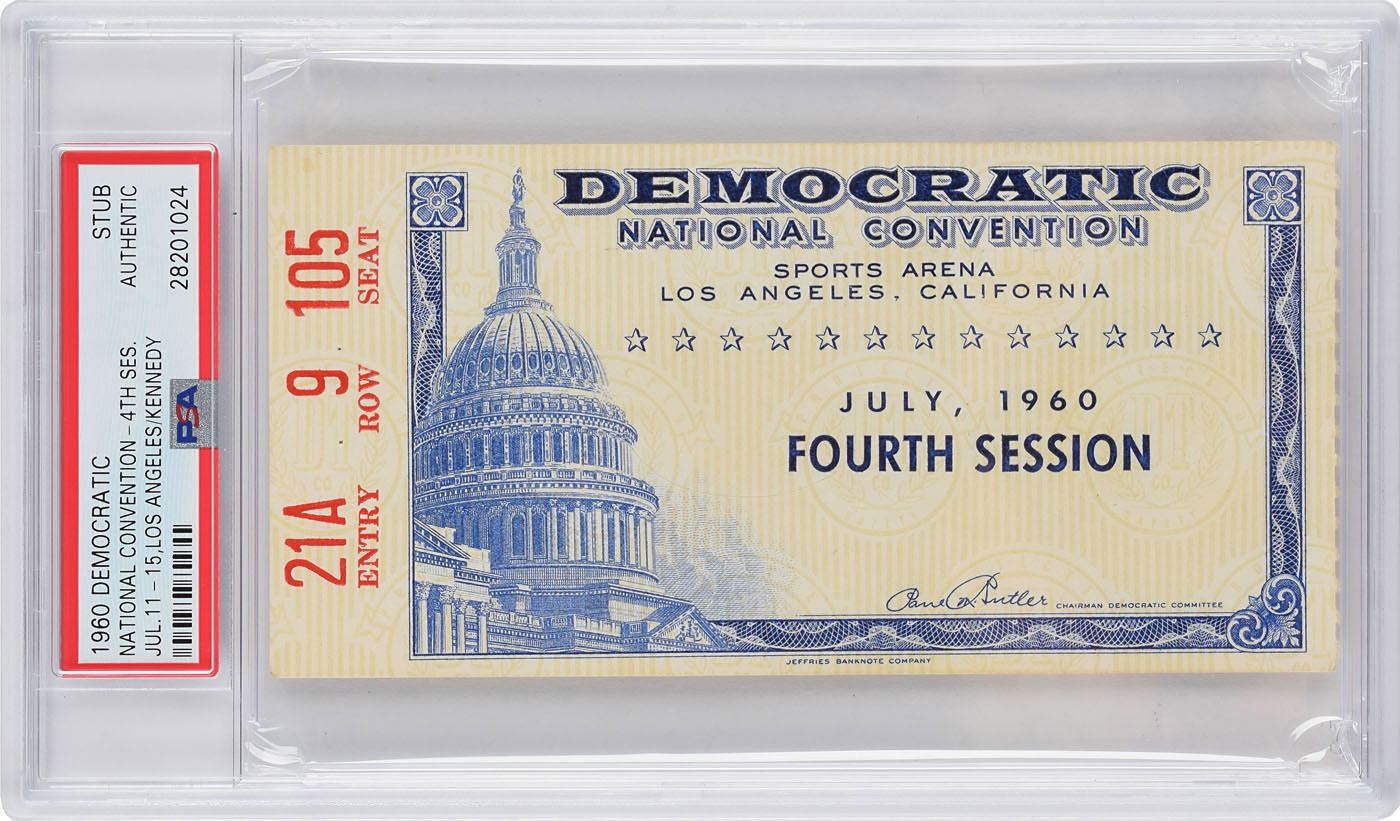 1960 DEMOCRATIC STUB
NATIONAL CONVENTION - 4TH SES. AUTHENTIC
JUL.11-15,LOS ANGELES/KENNEDY 28201024
PSA
21A 9 105
ENTRY ROW SEAT
DEMOCRATIC
NATIONAL CONVENTION
SPORTS ARENA
LOS ANGELES, CALIFORNIA
JULY, 1960
FOURTH SESSION
Paul M. Butler CHAIRMAN DEMOCRATIC COMMITTEE
JEFFRIES BANKNOTE COMPANY